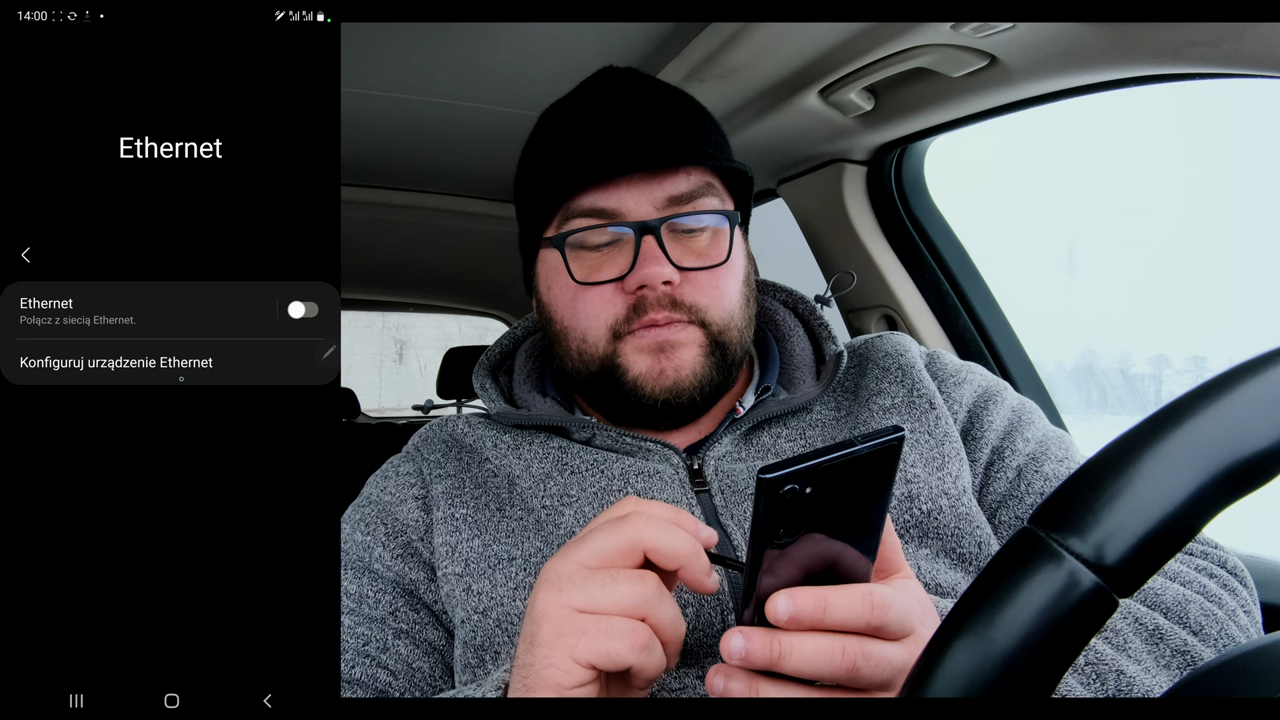 14:00
R R
Ethernet
Ethernet
Połącz z siecią Ethernet.
Konfiguruj urządzenie Ethernet